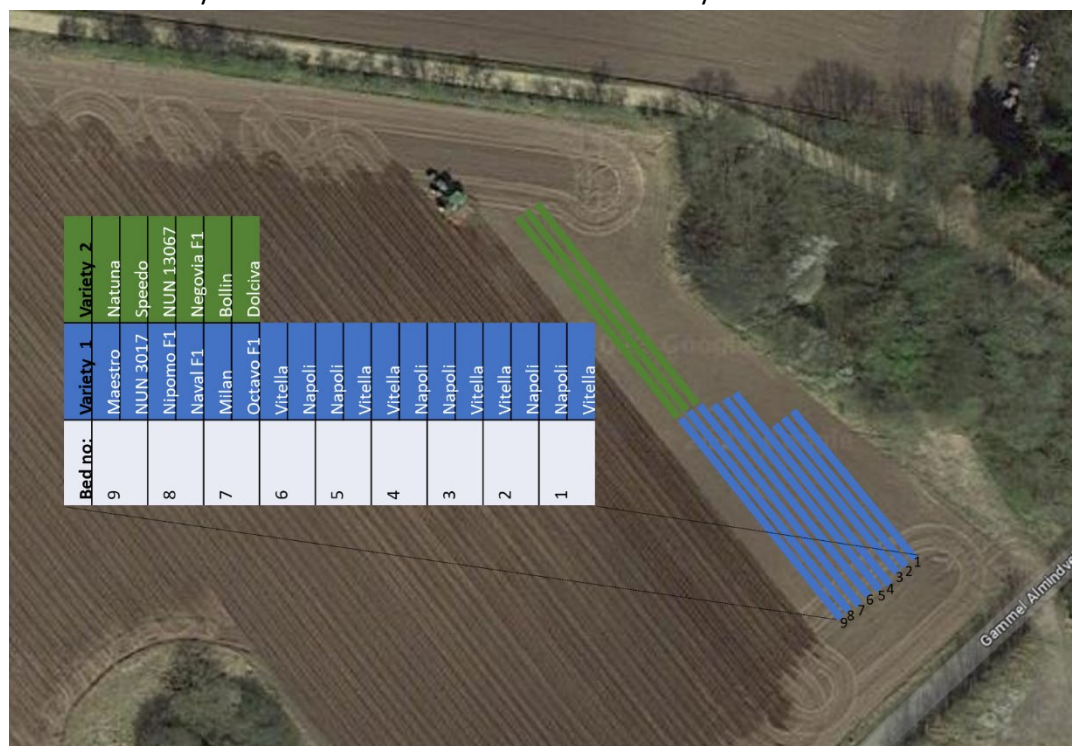 Bed no: Variety 1 Variety 2
9 Maestro Natuna
NUN 3017 Speedo
8 Nipomo F1 NUN 13067
Naval F1 Negovia F1
7 Milan Bollin
Octavo F1 Dolciva
6 Vitella
Napoli
5 Napoli
Vitella
4 Vitella
Napoli
3 Napoli
Vitella
2 Vitella
Napoli
1 Napoli
Vitella
9 8 7 6 5 4 3 2 1
Gammel Almindve